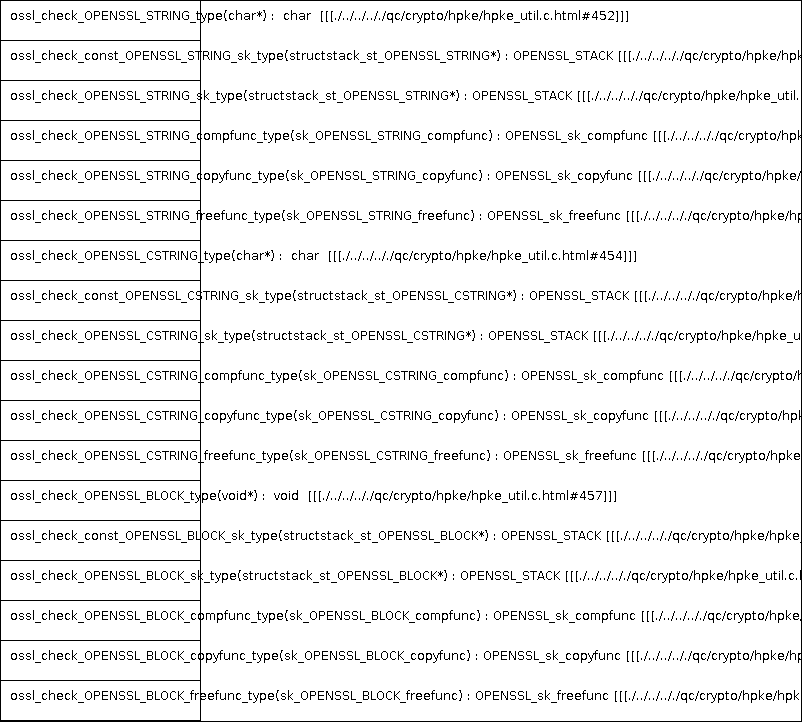 ossl_check_OPENSSL_STRING_type(char*) : char [[[./../../../qc/crypto/hpke/hpke_util.c.html#452]]]
ossl_check_const_OPENSSL_STRING_sk_type(structstack_st_OPENSSL_STRING*) : OPENSSL_STACK [[[./../../../qc/crypto/hpke/hpk
ossl_check_OPENSSL_STRING_sk_type(structstack_st_OPENSSL_STRING*) : OPENSSL_STACK [[[./../../../qc/crypto/hpke/hpke_util.
ossl_check_OPENSSL_STRING_compfunc_type(sk_OPENSSL_STRING_compfunc) : OPENSSL_sk_compfunc [[[./../../../qc/crypto/hpk
ossl_check_OPENSSL_STRING_copyfunc_type(sk_OPENSSL_STRING_copyfunc) : OPENSSL_sk_copyfunc [[[./../../../qc/crypto/hpke/
ossl_check_OPENSSL_STRING_freefunc_type(sk_OPENSSL_STRING_freefunc) : OPENSSL_sk_freefunc [[[./../../../qc/crypto/hpke/hp
ossl_check_OPENSSL_CSTRING_type(char*) : char [[[./../../../qc/crypto/hpke/hpke_util.c.html#454]]]
ossl_check_const_OPENSSL_CSTRING_sk_type(structstack_st_OPENSSL_CSTRING*) : OPENSSL_STACK [[[./../../../qc/crypto/hpke/h
ossl_check_OPENSSL_CSTRING_sk_type(structstack_st_OPENSSL_CSTRING*) : OPENSSL_STACK [[[./../../../qc/crypto/hpke/hpke_u
ossl_check_OPENSSL_CSTRING_compfunc_type(sk_OPENSSL_CSTRING_compfunc) : OPENSSL_sk_compfunc [[[./../../../qc/crypto/h
ossl_check_OPENSSL_CSTRING_copyfunc_type(sk_OPENSSL_CSTRING_copyfunc) : OPENSSL_sk_copyfunc [[[./../../../qc/crypto/hpk
ossl_check_OPENSSL_CSTRING_freefunc_type(sk_OPENSSL_CSTRING_freefunc) : OPENSSL_sk_freefunc [[[./../../../qc/crypto/hpke/
ossl_check_OPENSSL_BLOCK_type(void*) : void [[[./../../../qc/crypto/hpke/hpke_util.c.html#457]]]
ossl_check_const_OPENSSL_BLOCK_sk_type(structstack_st_OPENSSL_BLOCK*) : OPENSSL_STACK [[[./../../../qc/crypto/hpke/hpke_
ossl_check_OPENSSL_BLOCK_sk_type(structstack_st_OPENSSL_BLOCK*) : OPENSSL_STACK [[[./../../../qc/crypto/hpke/hpke_util.c.h
ossl_check_OPENSSL_BLOCK_compfunc_type(sk_OPENSSL_BLOCK_compfunc) : OPENSSL_sk_compfunc [[[./../../../qc/crypto/hpke/
ossl_check_OPENSSL_BLOCK_copyfunc_type(sk_OPENSSL_BLOCK_copyfunc) : OPENSSL_sk_copyfunc [[[./../../../qc/crypto/hpke/hp
ossl_check_OPENSSL_BLOCK_freefunc_type(sk_OPENSSL_BLOCK_freefunc) : OPENSSL_sk_freefunc [[[./../../../qc/crypto/hpke/hpk